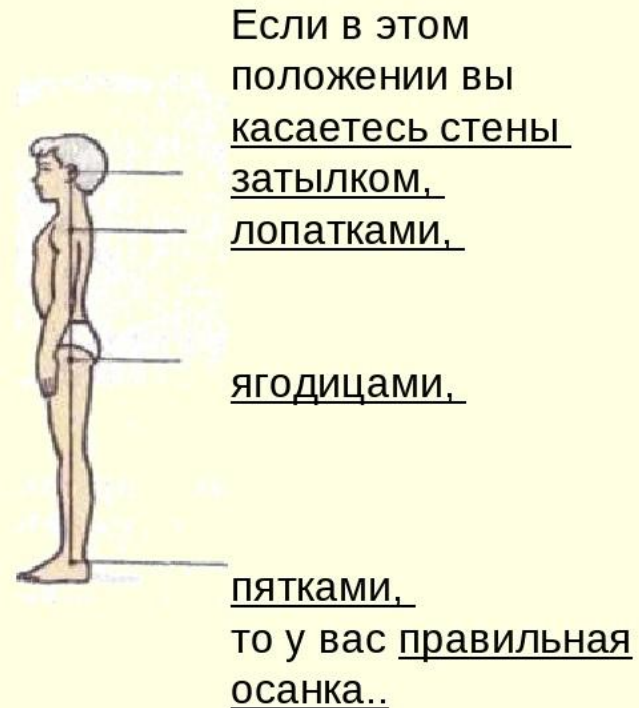 Если в этом
положении вы
касаетесь стены
затылком,
лопатками,
ягодицами,
пятками,
то у вас правильная
осанка..